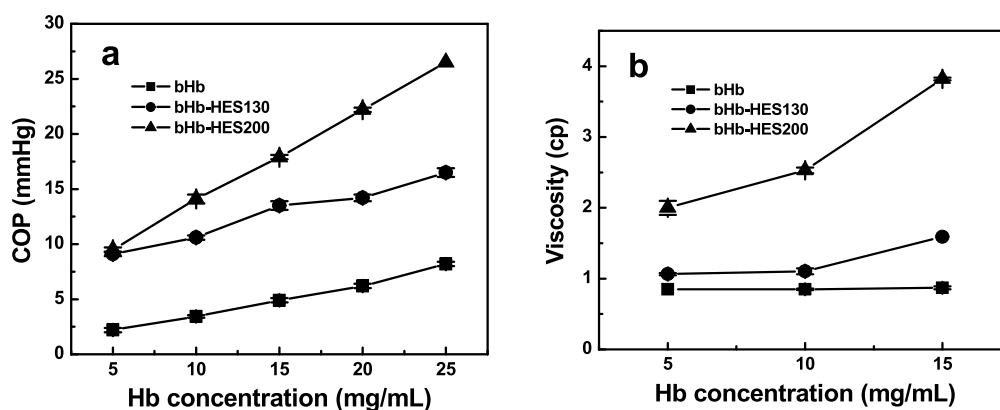 a
bHb
bHb-HES130
bHb-HES200
COP (mmHg)
30
25
20
15
10
5
0
5 10 15 20 25
Hb concentration (mg/mL)
b
bHb
bHb-HES130
bHb-HES200
Viscosity (cp)
4
3
2
1
0
5 10 15
Hb concentration (mg/mL)